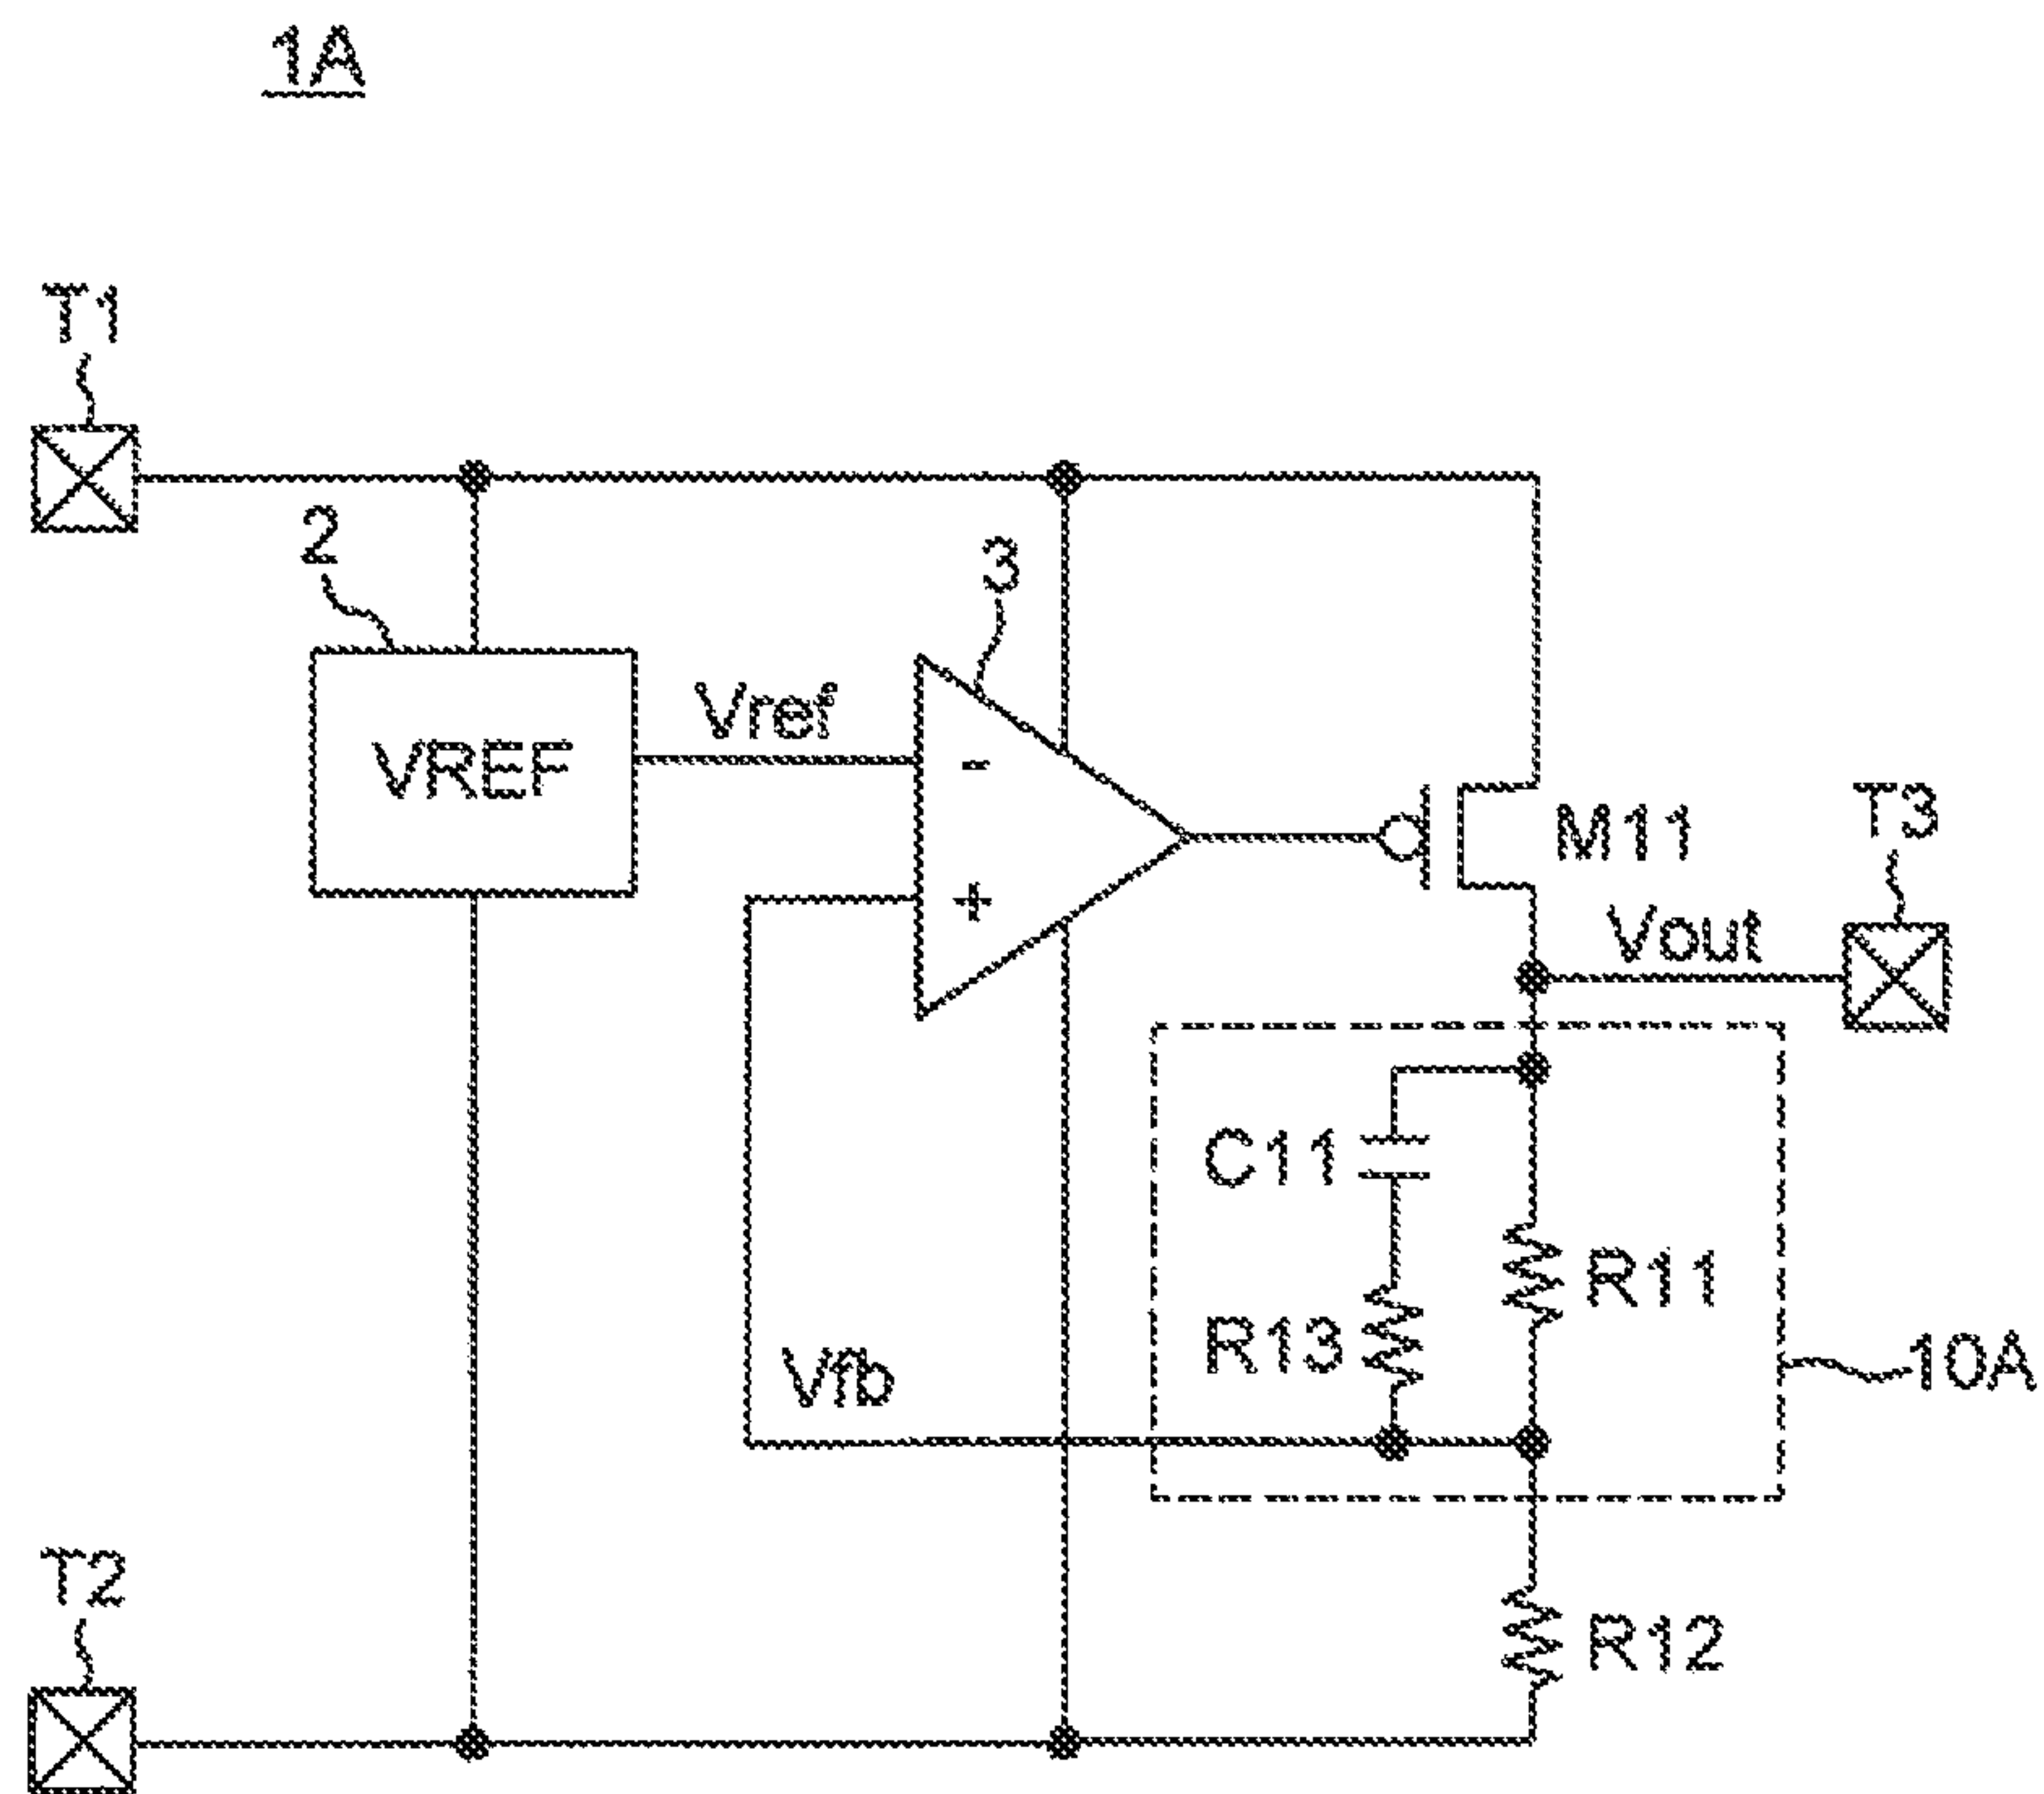 1A
T1
2
3
Vref
VREF
-
+
M11
T3
Vout
C11
R11
R13
10A
Vfb
T2
R12